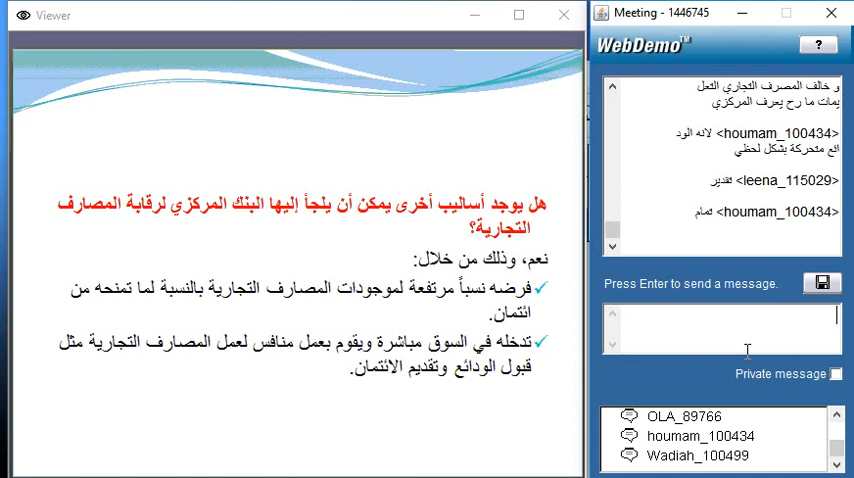 Viewer
هل يوجد أساليب أخرى يمكن أن يلجأ إليها البنك المركزي لرقابة المصارف
التجارية؟
نعم، وذلك من خلال:
✓فرضه نسباً مرتفعة لموجودات المصارف التجارية بالنسبة لما تمنحه من
ائتمان.
✓تدخله في السوق مباشرة ويقوم بعمل منافس لعمل المصارف التجارية مثل
قبول الودائع وتقديم الائتمان.
Meeting - 1446745
WebDemo™
?
و خالف المصرف التجاري التعل
يمات ما رح يعرف المركزي
<houmam_100434> لانه الود
ائع متحركة بشكل لحظي
<leena_115029> تقدير
<houmam_100434> تمام
Press Enter to send a message.
Private message
OLA_89766
houmam_100434
Wadiah_100499